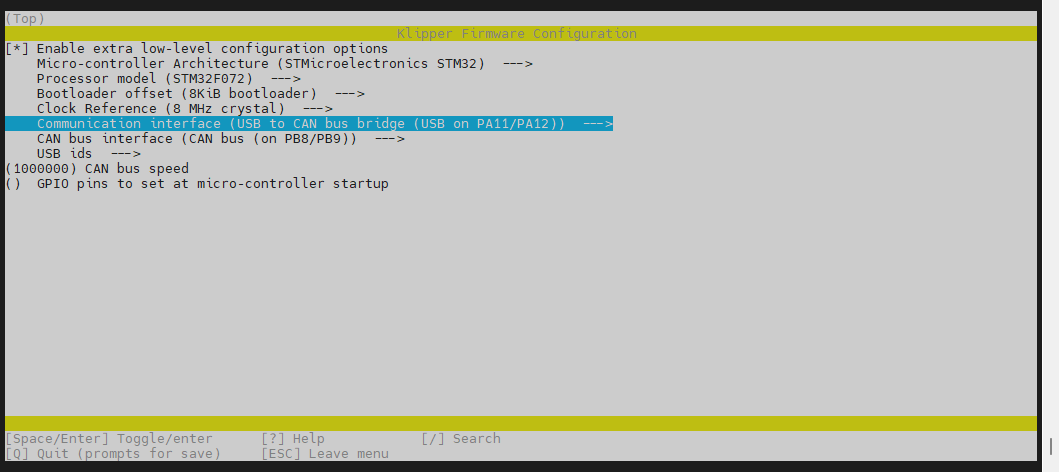 (Top)
Klipper Firmware Configuration
[*] Enable extra low-level configuration options
Micro-controller Architecture (STMicroelectronics STM32)  --->
Processor model (STM32F072)  --->
Bootloader offset (8KiB bootloader)  --->
Clock Reference (8 MHz crystal)  --->
Communication interface (USB to CAN bus bridge (USB on PA11/PA12))  --->
CAN bus interface (CAN bus (on PB8/PB9))  --->
USB ids  --->
(1000000) CAN bus speed
()  GPIO pins to set at micro-controller startup
[Space/Enter] Toggle/enter      [?] Help            [/] Search
[Q] Quit (prompts for save)     [ESC] Leave menu